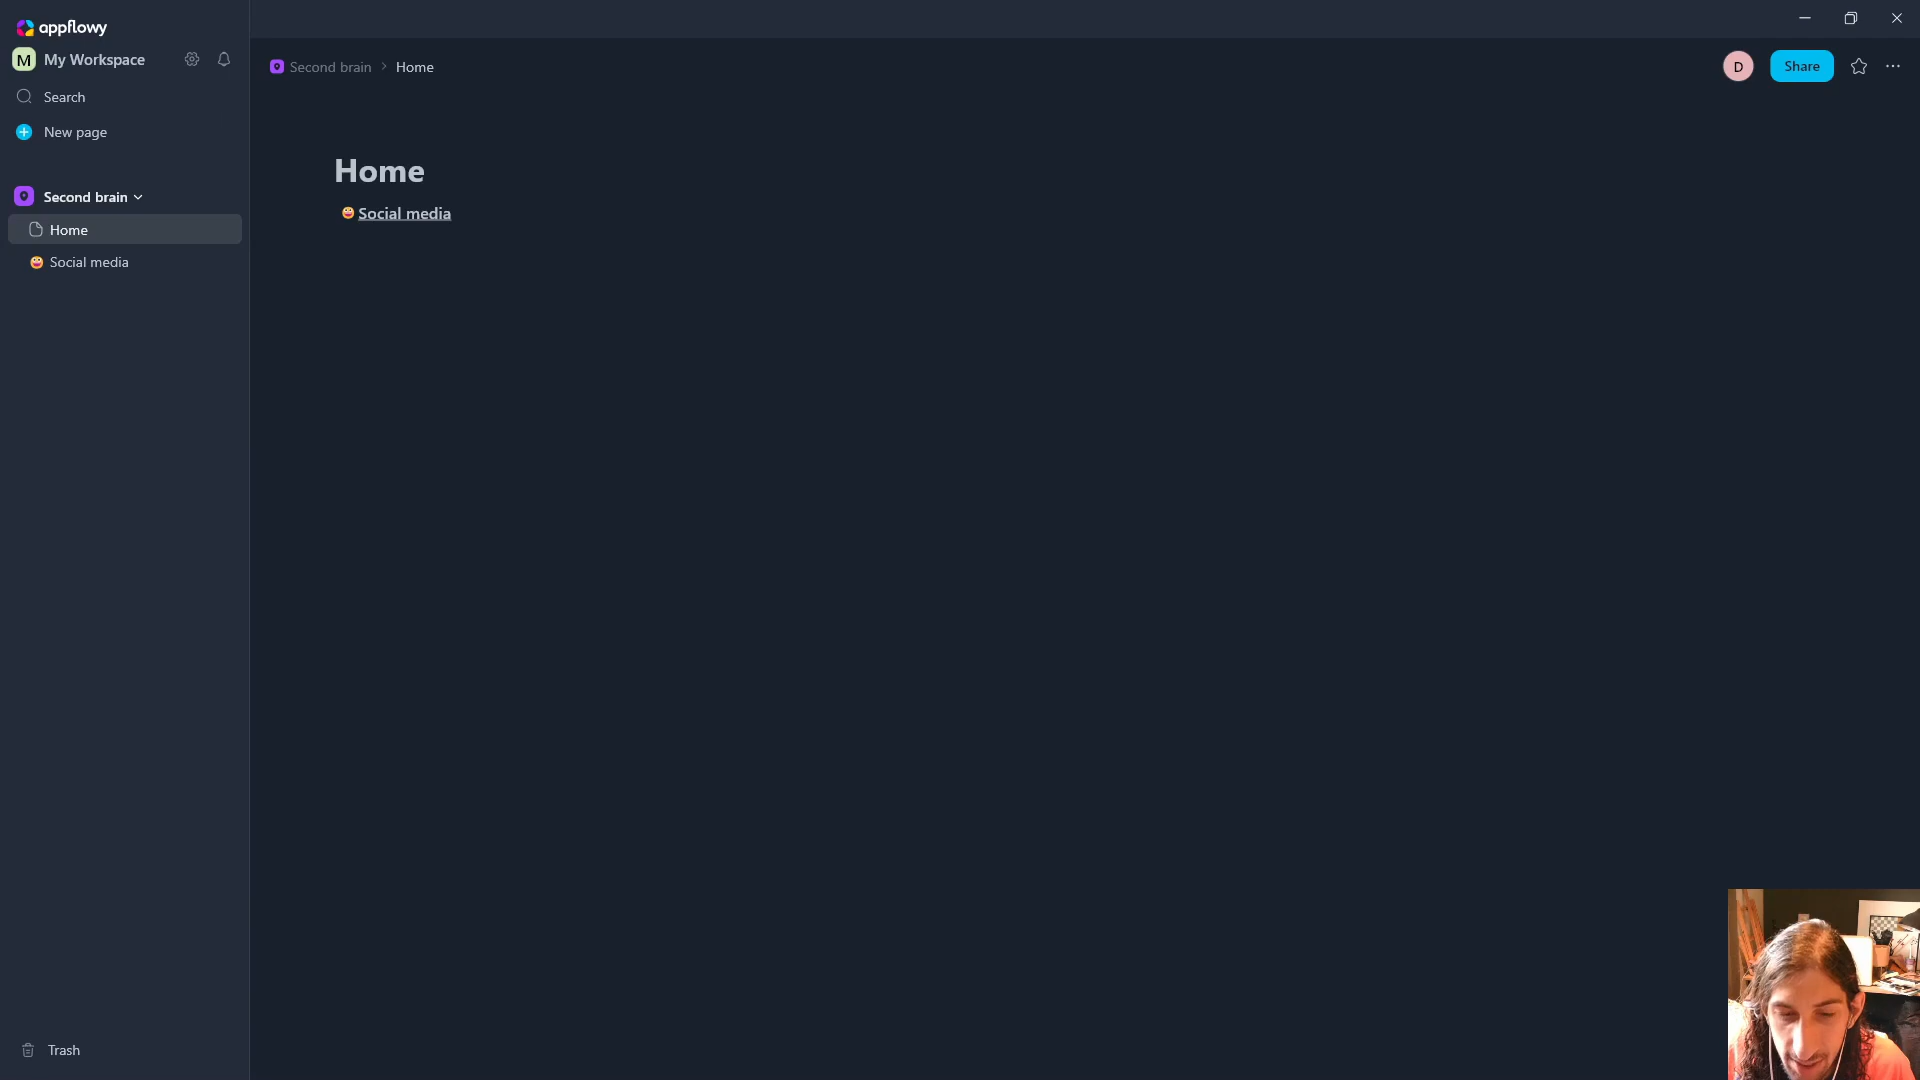 appflowy
M My Workspace
Search
New page
Second brain
Home
Social media
Trash
Second brain > Home
D
Share
Home
Social media